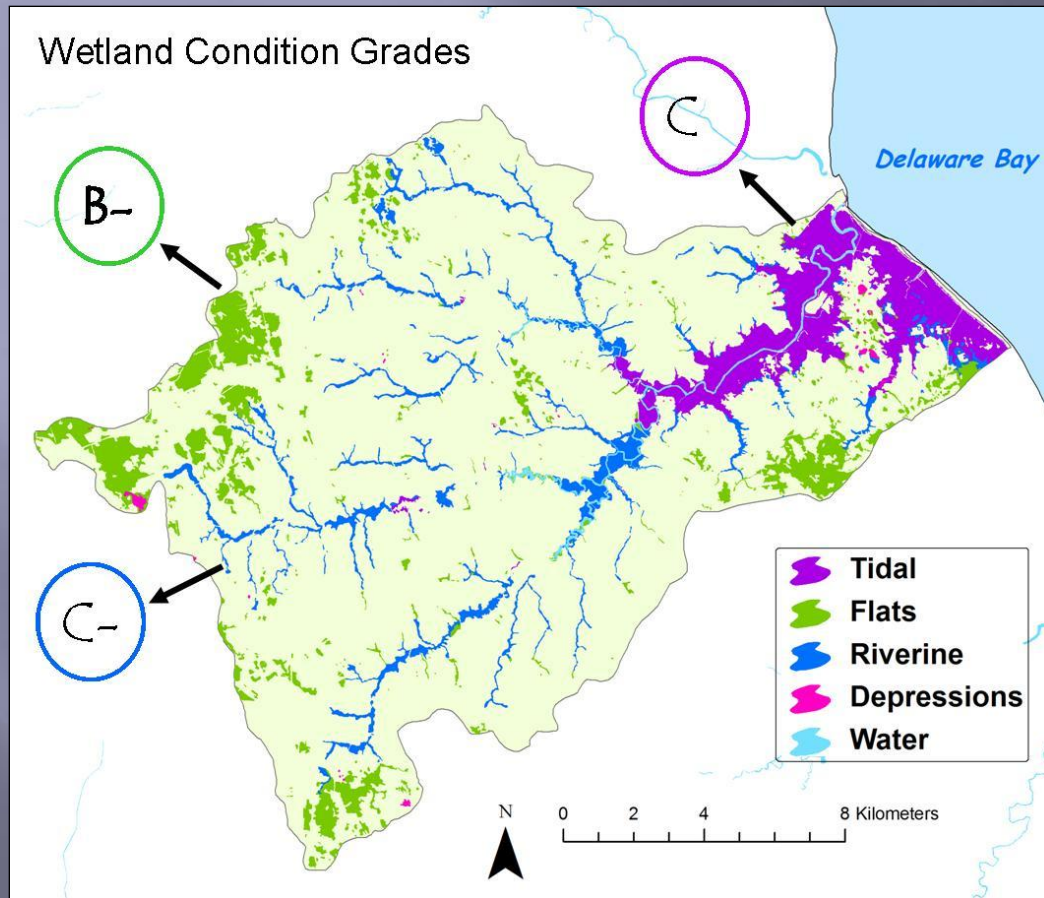 Wetland Condition Grades
C
B-
Delaware Bay
C-
Tidal
Flats
Riverine
Depressions
Water
N
0 2 4 8 Kilometers